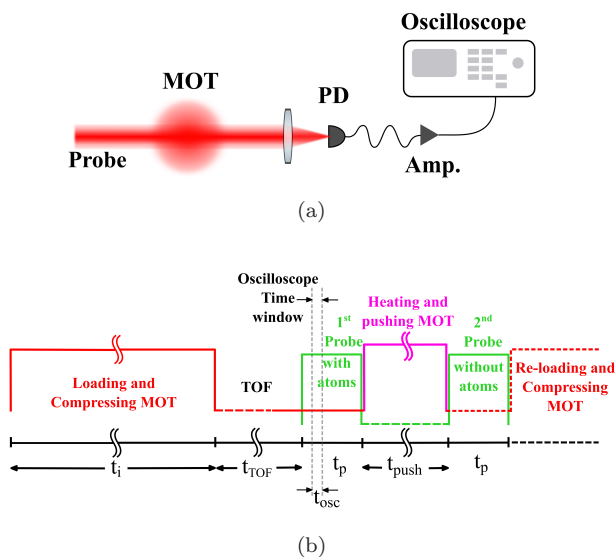 Oscilloscope
MOT
PD
Probe
Amp.
(a)
Oscilloscope
Time
window
Heating and
pushing MOT
1st
Probe
with
atoms
2nd
Probe
without
atoms
Loading and
Compressing MOT
TOF
Re-loading and
Compressing
MOT
ti
tTOF
tp
tpush
tp
tosc
(b)